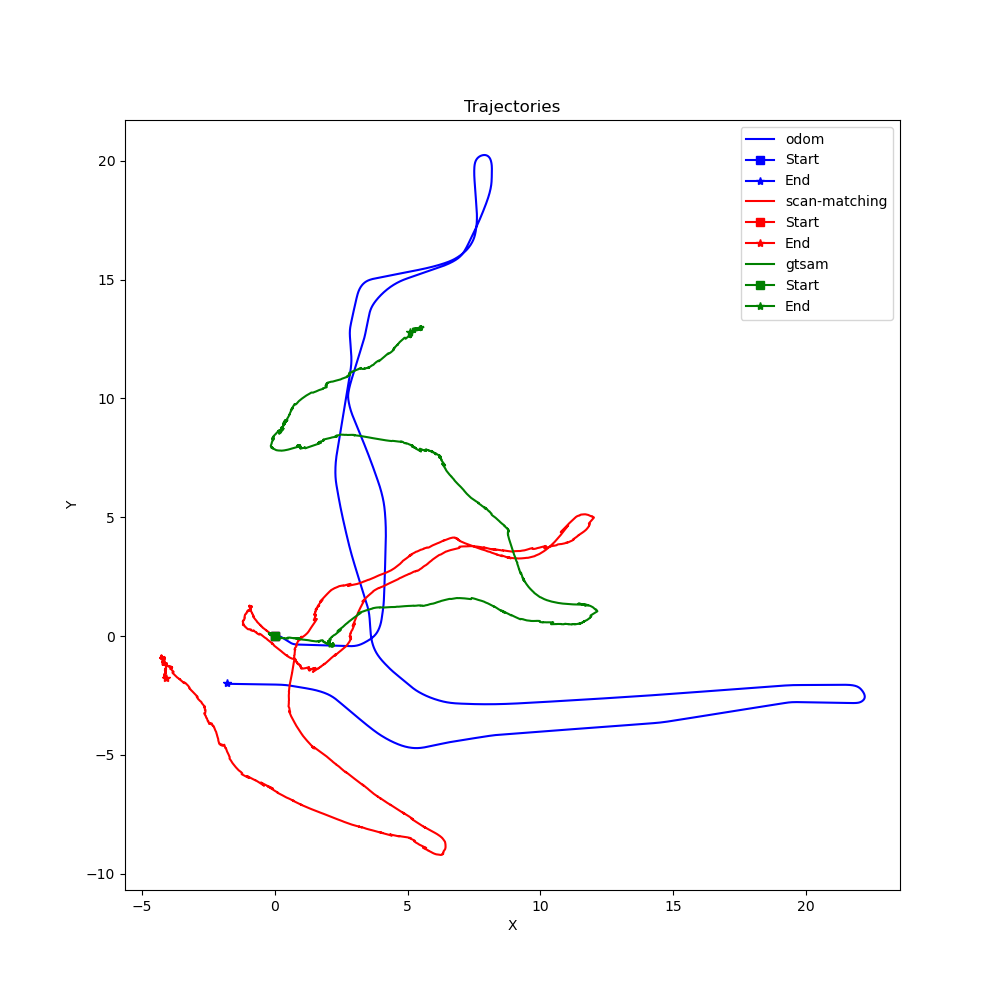 Trajectories
odom
Start
End
scan-matching
Start
End
gtsam
Start
End
20
15
10
5
0
−5
−10
Y
−5 0 5 10 15 20
X